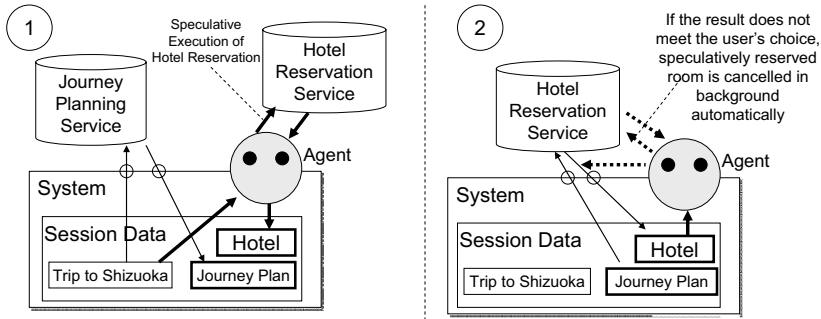 1
Speculative
Execution of
Hotel Reservation
Hotel
Reservation
Service
Journey
Planning
Service
Agent
System
Session Data
Hotel
Trip to Shizuoka
Journey Plan
2
If the result does not
meet the user's choice,
speculatively reserved
room is cancelled in
background
automatically
Hotel
Reservation
Service
Agent
System
Session Data
Hotel
Trip to Shizuoka
Journey Plan